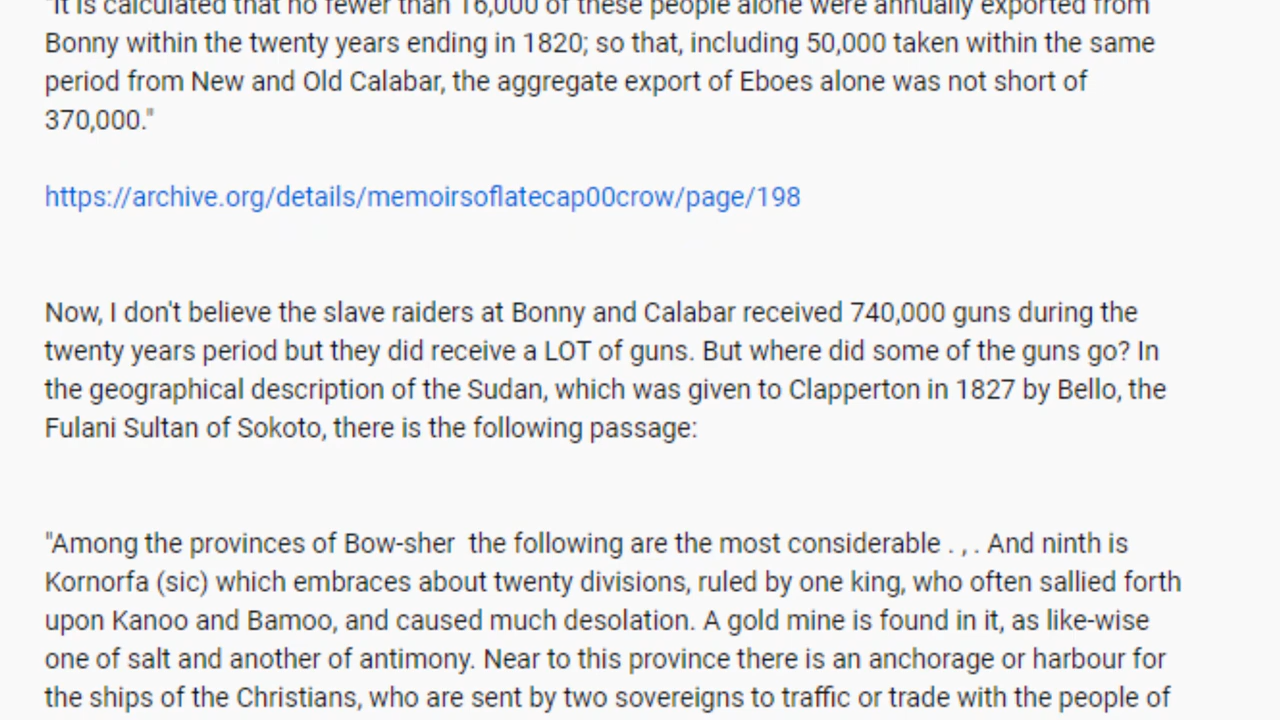 "It is calculated that no fewer than 16,000 of these people alone were annually exported from
Bonny within the twenty years ending in 1820; so that, including 50,000 taken within the same
period from New and Old Calabar, the aggregate export of Eboes alone was not short of
370,000."
https://archive.org/details/memoirsoflatecap00crow/page/198
Now, I don't believe the slave raiders at Bonny and Calabar received 740,000 guns during the
twenty years period but they did receive a LOT of guns. But where did some of the guns go? In
the geographical description of the Sudan, which was given to Clapperton in 1827 by Bello, the
Fulani Sultan of Sokoto, there is the following passage:
"Among the provinces of Bow-sher  the following are the most considerable . , . And ninth is
Kornorfa (sic) which embraces about twenty divisions, ruled by one king, who often sallied forth
upon Kanoo and Bamoo, and caused much desolation. A gold mine is found in it, as like-wise
one of salt and another of antimony. Near to this province there is an anchorage or harbour for
the ships of the Christians, who are sent by two sovereigns to traffic or trade with the people of